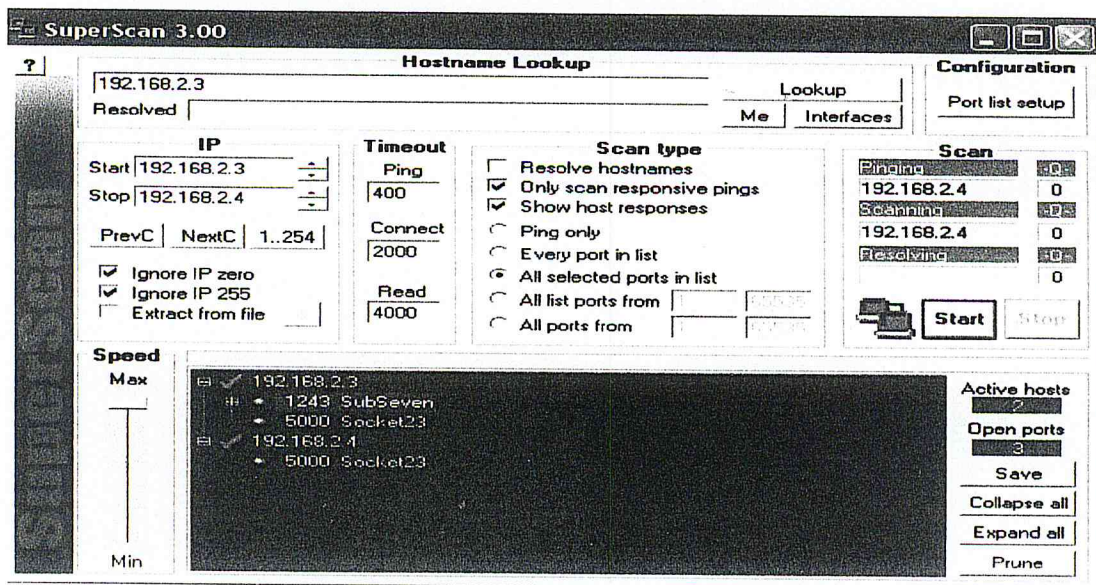 SuperScan 3.00
?
Hostname Lookup
192.168.2.3
Lookup
Resolved
Me
Interfaces
Configuration
Port list setup
IP
Start 192.168.2.3
Stop 192.168.2.4
PrevC
NextC
1..254
Ignore IP zero
Ignore IP 255
Extract from file
Timeout
Ping
400
Connect
2000
Read
4000
Scan type
Resolve hostnames
Only scan responsive pings
Show host responses
Ping only
Every port in list
All selected ports in list
All list ports from 1 65535
All ports from 1 65535
Scan
Pinging -Q-
192.168.2.4 0
Scanning -Q-
192.168.2.4 0
Resolving -Q-
0
Start
Stop
Speed
Max
Min
192.168.2.3
1243 SubSeven
5000 Socket23
192.168.2.4
5000 Socket23
Active hosts
2
Open ports
3
Save
Collapse all
Expand all
Prune
SUPERSCAN